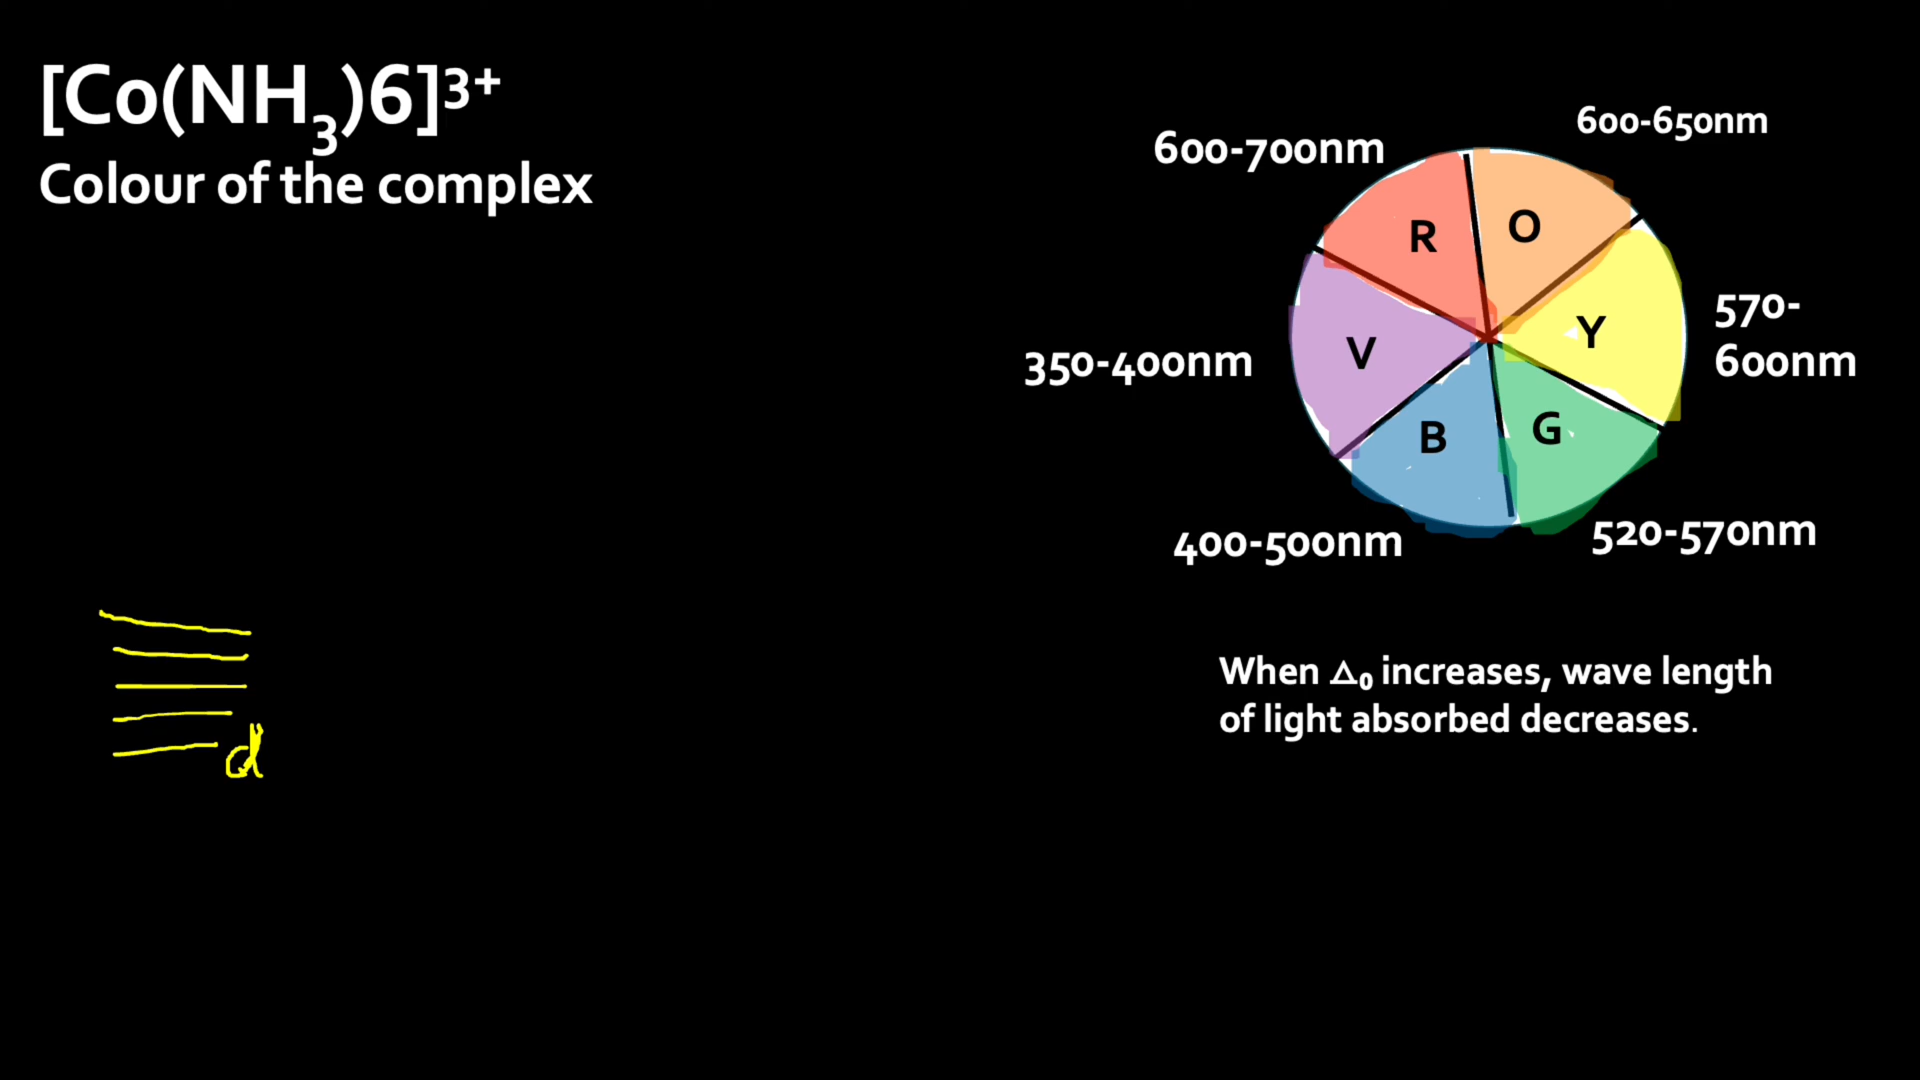 [Co(NH₃)6]³⁺
Colour of the complex
600-700nm
600-650nm
R
O
V
Y
B
G
350-400nm
570-
600nm
400-500nm
520-570nm
When △₀ increases, wave length
of light absorbed decreases.
d